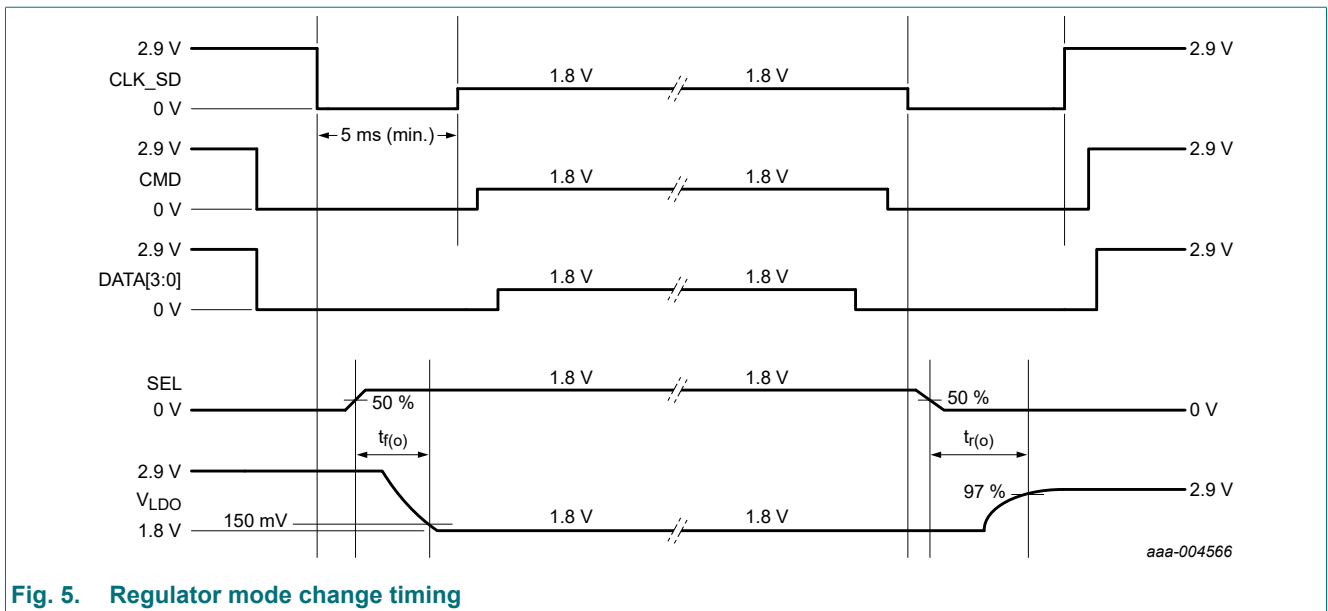 2.9 V 2.9 V
CLK_SD 1.8 V 1.8 V
0 V
5 ms (min.)
2.9 V 2.9 V
CMD 1.8 V 1.8 V
0 V
2.9 V 2.9 V
DATA[3:0] 1.8 V 1.8 V
0 V
SEL 1.8 V 1.8 V
0 V 50 % 50 % 0 V
tf(o) tr(o)
2.9 V 97 % 2.9 V
VLDO
150 mV 1.8 V 1.8 V
1.8 V
aaa-004566
Fig. 5. Regulator mode change timing